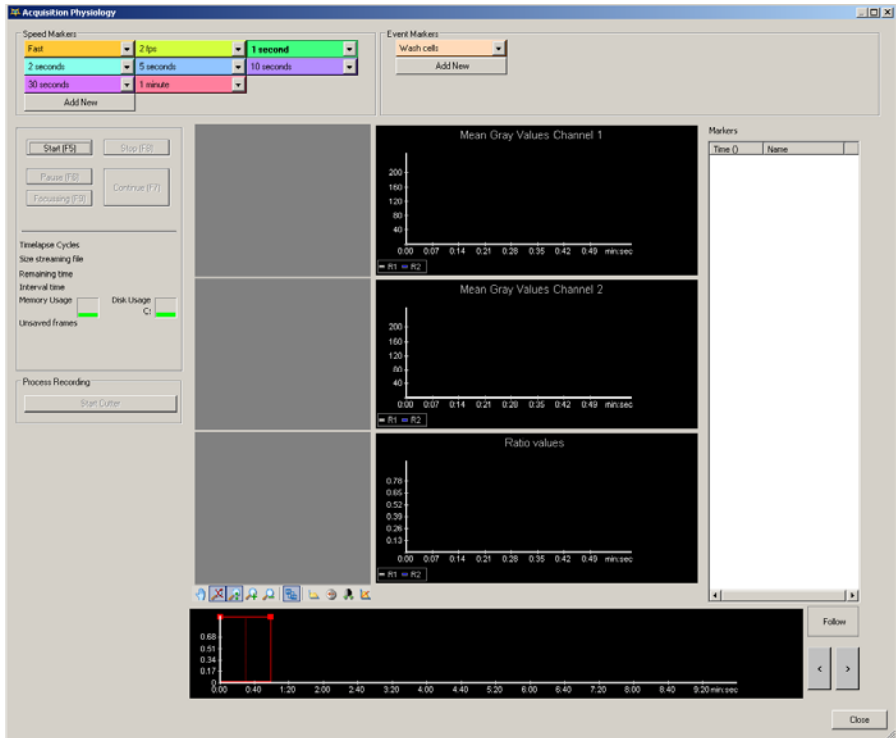 Acquisition Physiology
Speed Markers
Fast
2 fps
1 second
2 seconds
5 seconds
10 seconds
30 seconds
1 minute
Add New
Event Markers
Wash cells
Add New
Start (F5)
Stop (F8)
Pause (F6)
Continue (F7)
Focussing (F9)
Timelapse Cycles
Size streaming file
Remaining time
Interval time
Memory Usage
Disk Usage
C:
Unsaved frames
Process Recording
Start Cutter
Mean Gray Values Channel 1
200
160
120
80
40
0:00 0:07 0:14 0:21 0:28 0:35 0:42 0:49 min:sec
R1 R2
Mean Gray Values Channel 2
200
160
120
80
40
0:00 0:07 0:14 0:21 0:28 0:35 0:42 0:49 min:sec
R1 R2
Ratio values
0.78
0.65
0.52
0.39
0.26
0.13
0:00 0:07 0:14 0:21 0:28 0:35 0:42 0:49 min:sec
R1 R2
Markers
Time () Name
0.68
0.51
0.34
0.17
0
0:00 0:40 1:20 2:00 2:40 3:20 4:00 4:40 5:20 6:00 6:40 7:20 8:00 8:40 9:20 min:sec
Follow
< >
Close